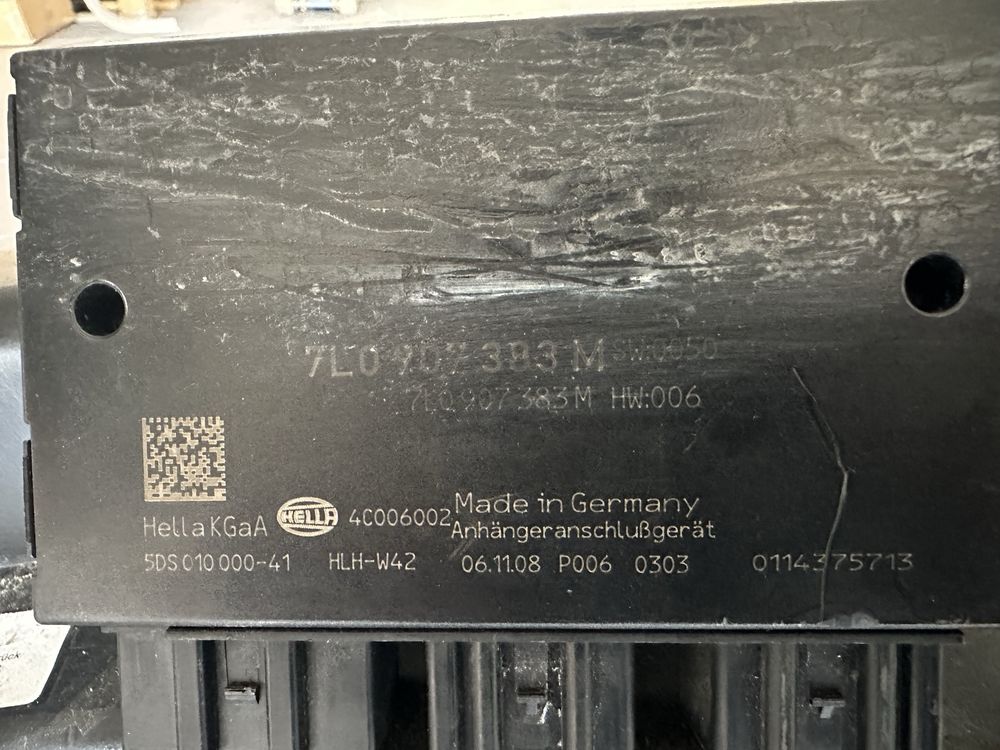 7L0 907 383 M SW:0050
7L0 907 383 M HW:006
Made in Germany
Hella KGaA HELLA 4C006002 Anhängeranschlußgerät
5DS 010 000-41 HLH-W42 06.11.08 P006 0303 0114375713